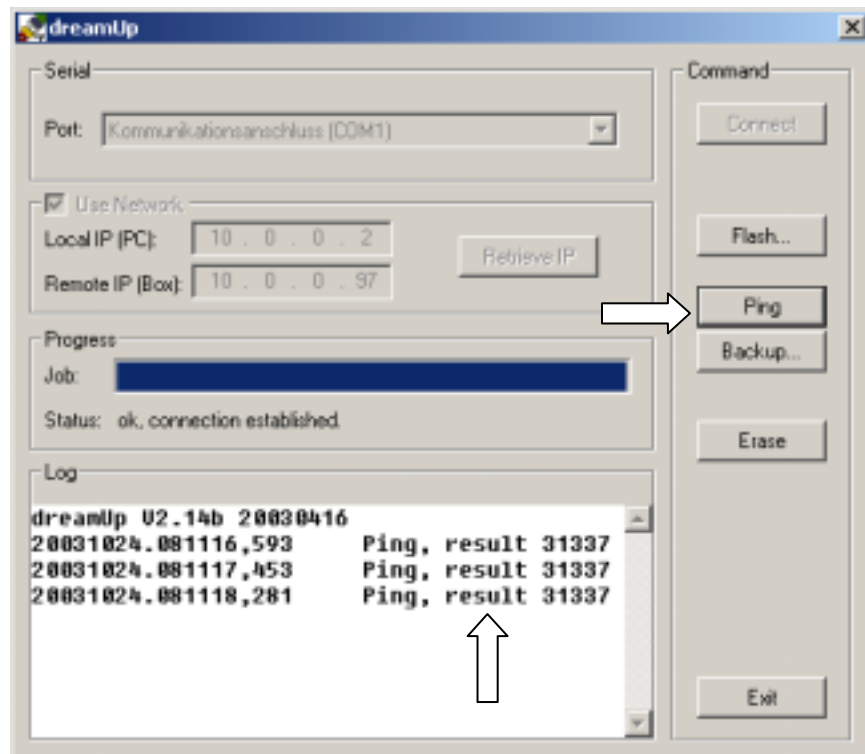 dreamUp
Serial
Port: Kommunikationsanschluss (COM1)
Use Network
Local IP (PC): 10 . 0 . 0 . 2
Remote IP (Box): 10 . 0 . 0 . 97
Retrieve IP
Progress
Job:
Status: ok, connection established.
Log
dreamUp V2.14b 20030416
20031024.081116,593 Ping, result 31337
20031024.081117,453 Ping, result 31337
20031024.081118,281 Ping, result 31337
Command
Connect
Flash...
Ping
Backup...
Erase
Exit